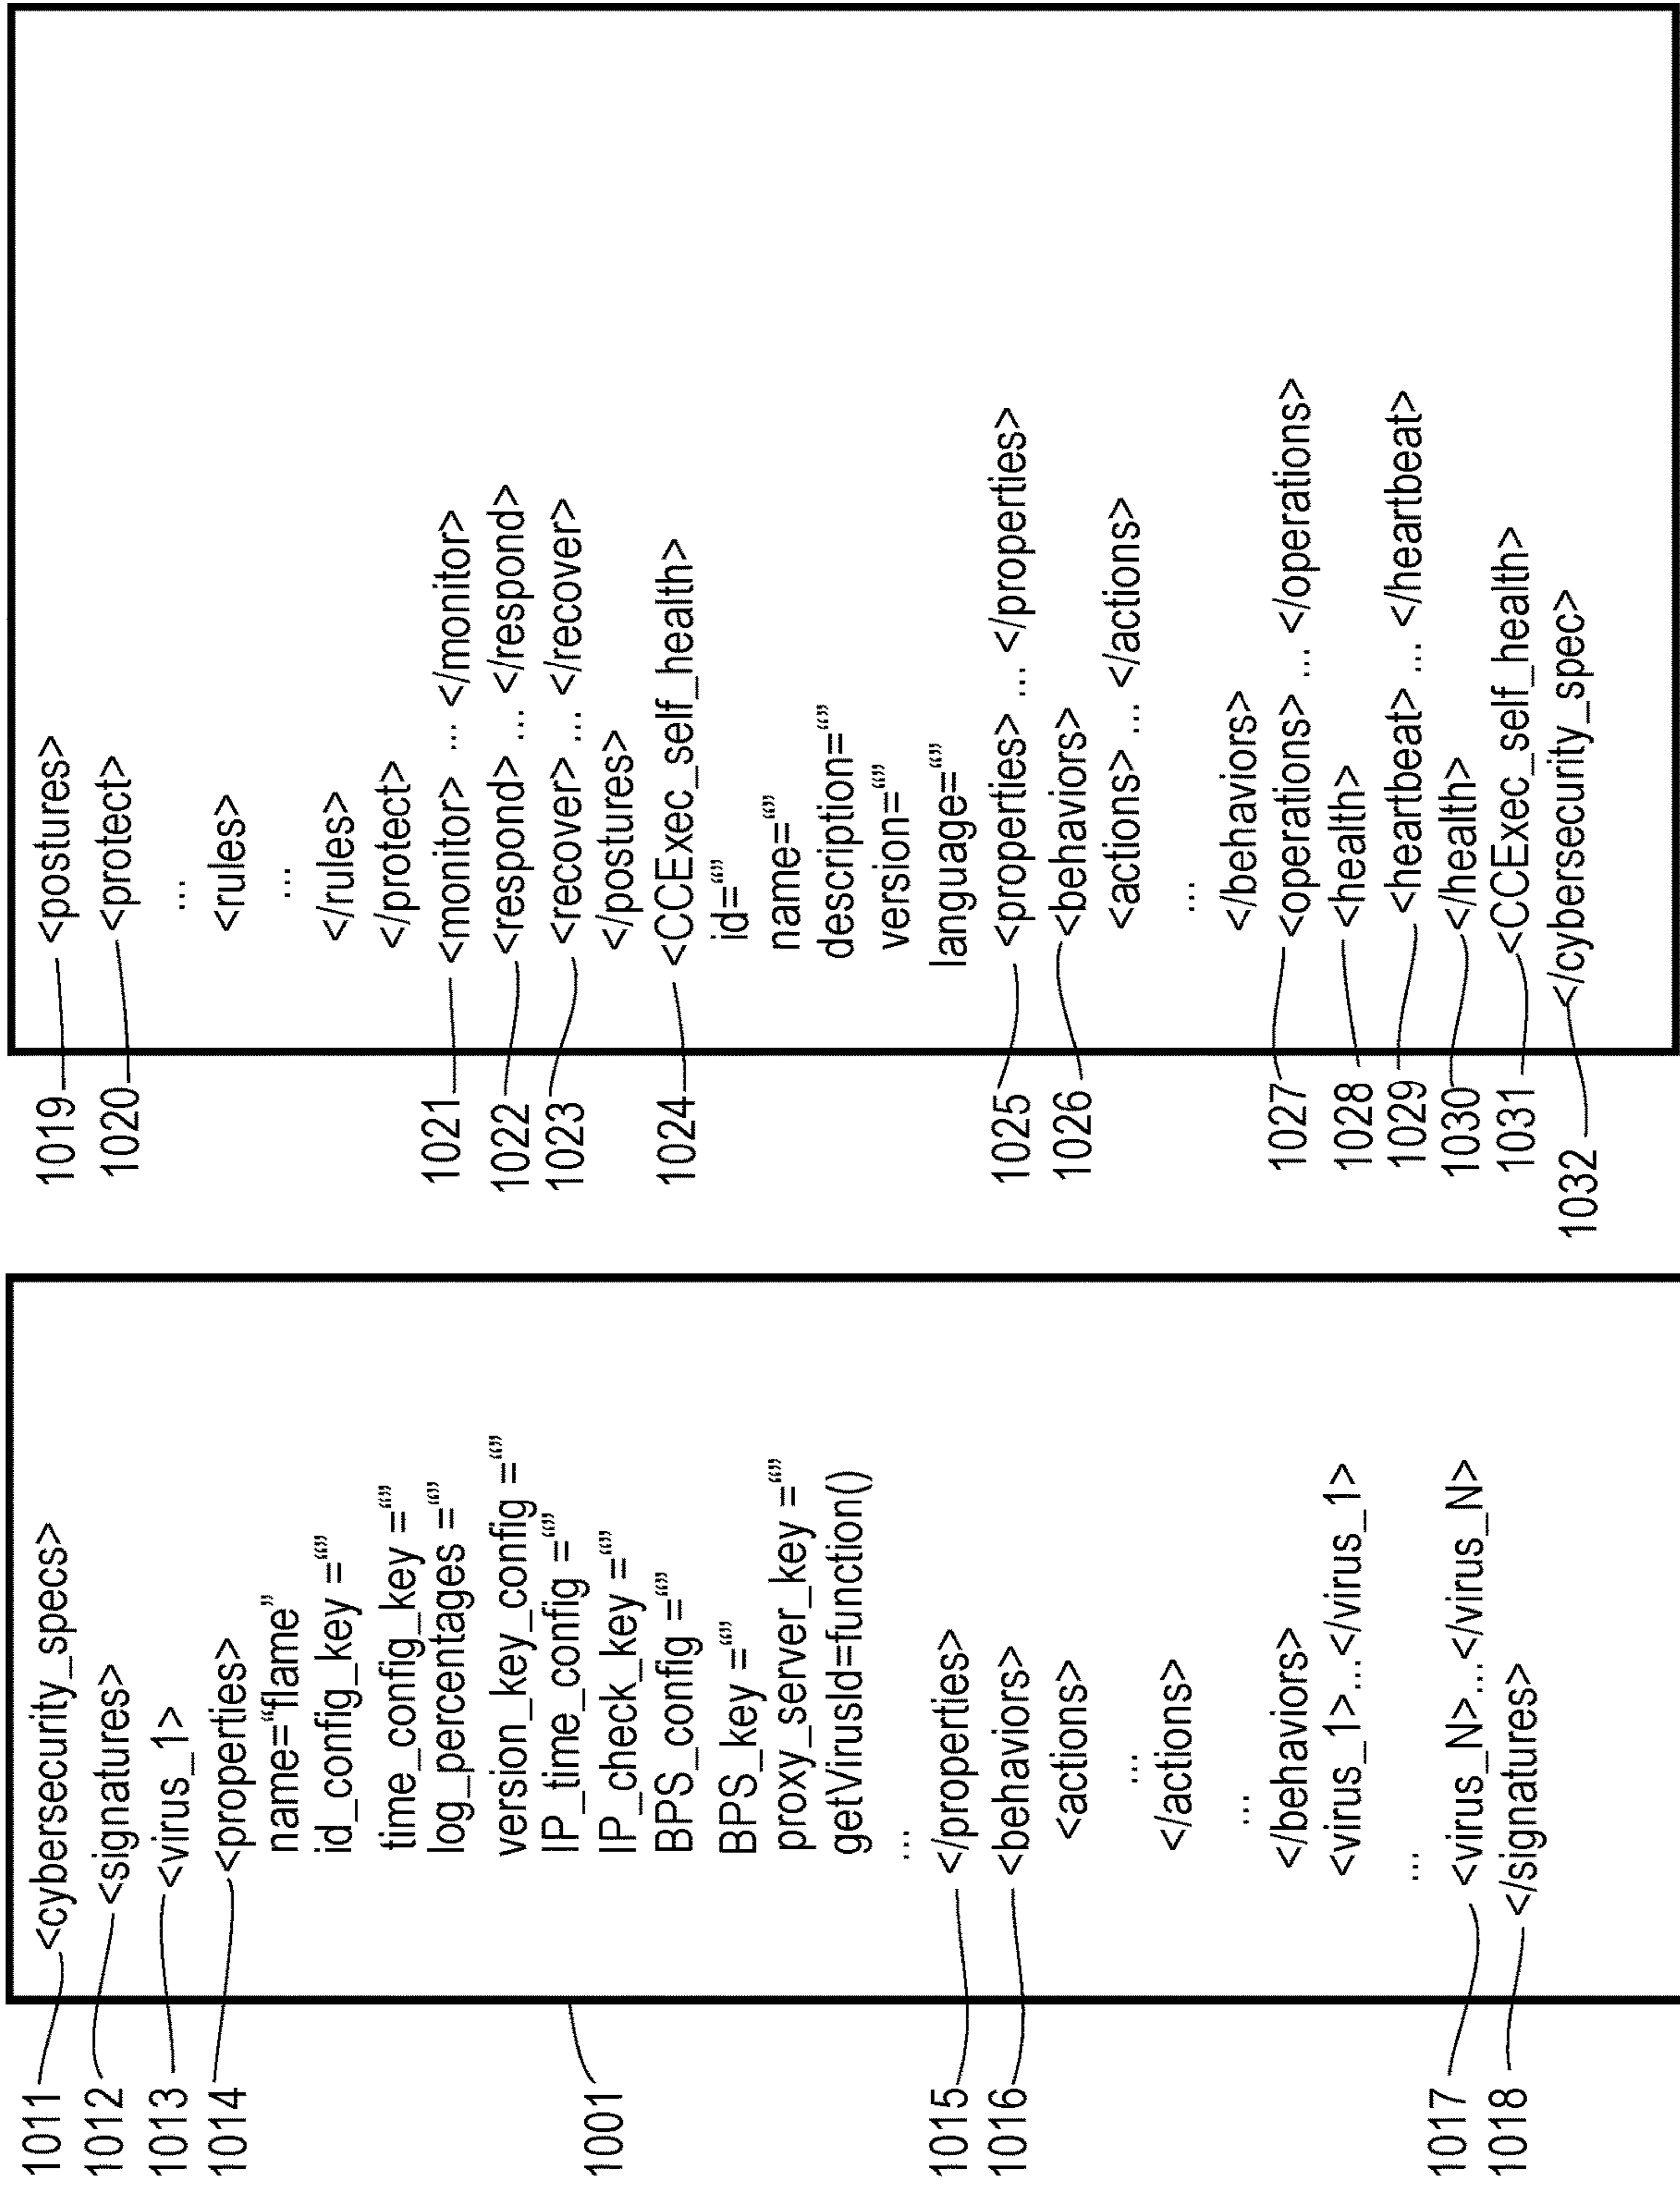 1011 <cybersecurity_specs>
1012 <signatures>
1013 <virus_1>
1014 <properties>
name=“flame”
id_config_key =“”
time_config_key =“”
log_percentages =“”
version_key_config =“”
IP_time_config =“”
1001
IP_check_key =“”
BPS_config =“”
BPS_key =“”
proxy_server_key =“”
getVirusId=function()
...
1015 </properties>
1016 <behaviors>
<actions>
...
</actions>
...
</behaviors>
<virus_1>...</virus_1>
...
1017 <virus_N>...</virus_N>
1018 </signatures>
1019 <postures>
1020 <protect>
...
<rules>
...
</rules>
</protect>
1021 <monitor> ... </monitor>
1022 <respond> ... </respond>
1023 <recover> ... </recover>
</postures>
1024 <CCExec_self_health>
id=“”
name=“”
description=“”
version=“”
language=“”
1025 <properties> ... </properties>
1026 <behaviors>
<actions> ... </actions>
...
</behaviors>
1027 <operations> ... </operations>
1028 <health>
1029 <heartbeat> ... </heartbeat>
1030 </health>
1031 <CCExec_self_health>
1032 </cybersecurity_spec>